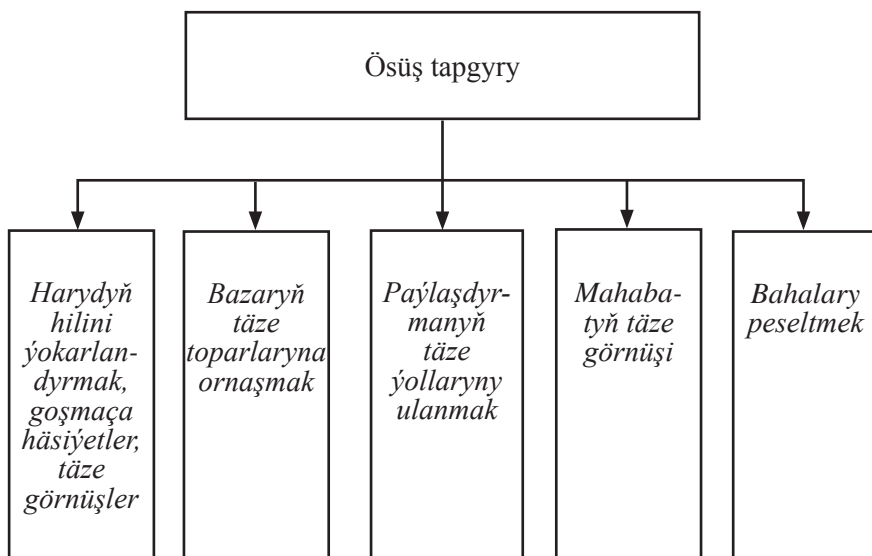 Ösüş tapgyry
Harydyň
hilini
ýokarlan-
dyrmak,
goşmaça
häsiýetler,
täze
görnüşler
Bazaryň
täze
toparlaryna
ornaşmak
Paýlaşdyr-
manyň
täze
ýollaryny
ulanmak
Mahaba-
tyň täze
görnüşi
Bahalary
peseltmek